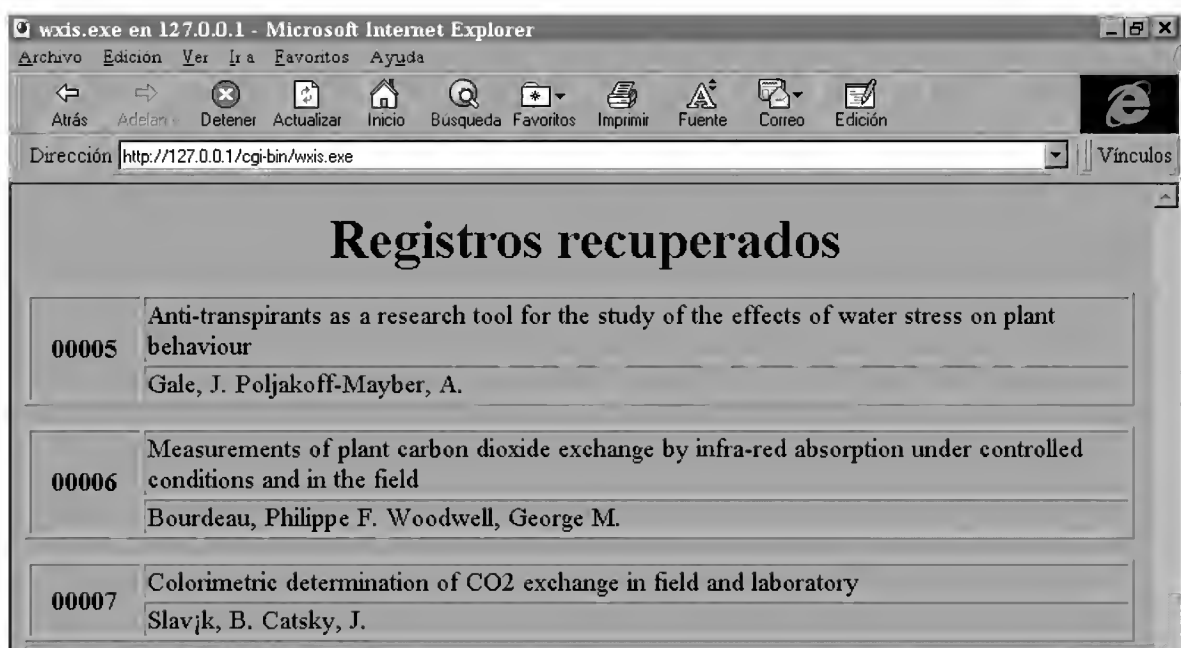 wxis.exe en 127.0.0.1 - Microsoft Internet Explorer
Archivo Edición Ver Ir a Favoritos Ayuda
Atrás Adelan Detener Actualizar Inicio Búsqueda Favoritos Imprimir Fuente Correo Edición
Dirección http://127.0.0.1/cgi-bin/wxis.exe Vínculos
Registros recuperados
Anti-transpirants as a research tool for the study of the effects of water stress on plant
00005 behaviour
Gale, J. Poljakoff-Mayber, A.
Measurements of plant carbon dioxide exchange by infra-red absorption under controlled
00006 conditions and in the field
Bourdeau, Philippe F. Woodwell, George M.
00007 Colorimetric determination of CO2 exchange in field and laboratory
Slav¡k, B. Catsky, J.